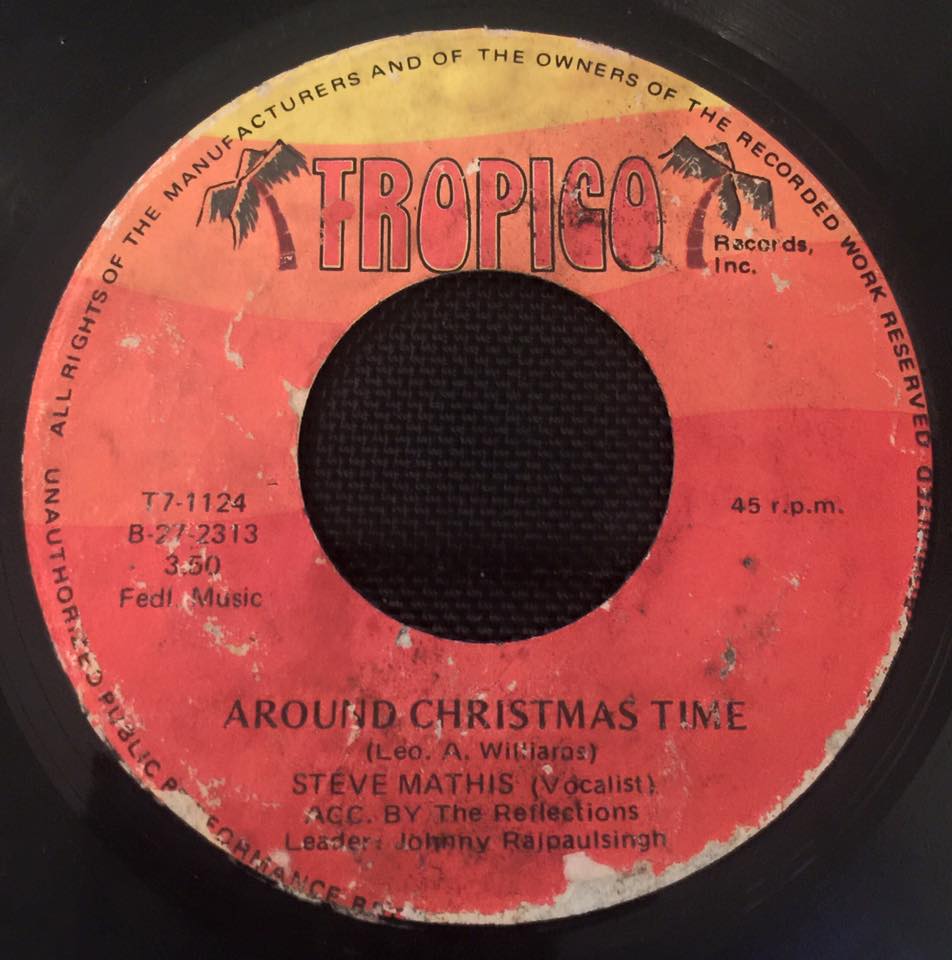 ALL RIGHTS OF THE MANUFACTURERS AND OF THE OWNERS OF THE RECORDED WORK RESERVED
TROPICO
Records,
Inc.
T7-1124
B-27-2313
3.50
Fedl. Music
45 r.p.m.
AROUND CHRISTMAS TIME
(Leo. A. Williams)
STEVE MATHIS (Vocalist)
ACC. BY The Reflections
Leader: Johnny Rajpaulsingh
UNAUTHORIZED PUBLIC PERFORMANCE